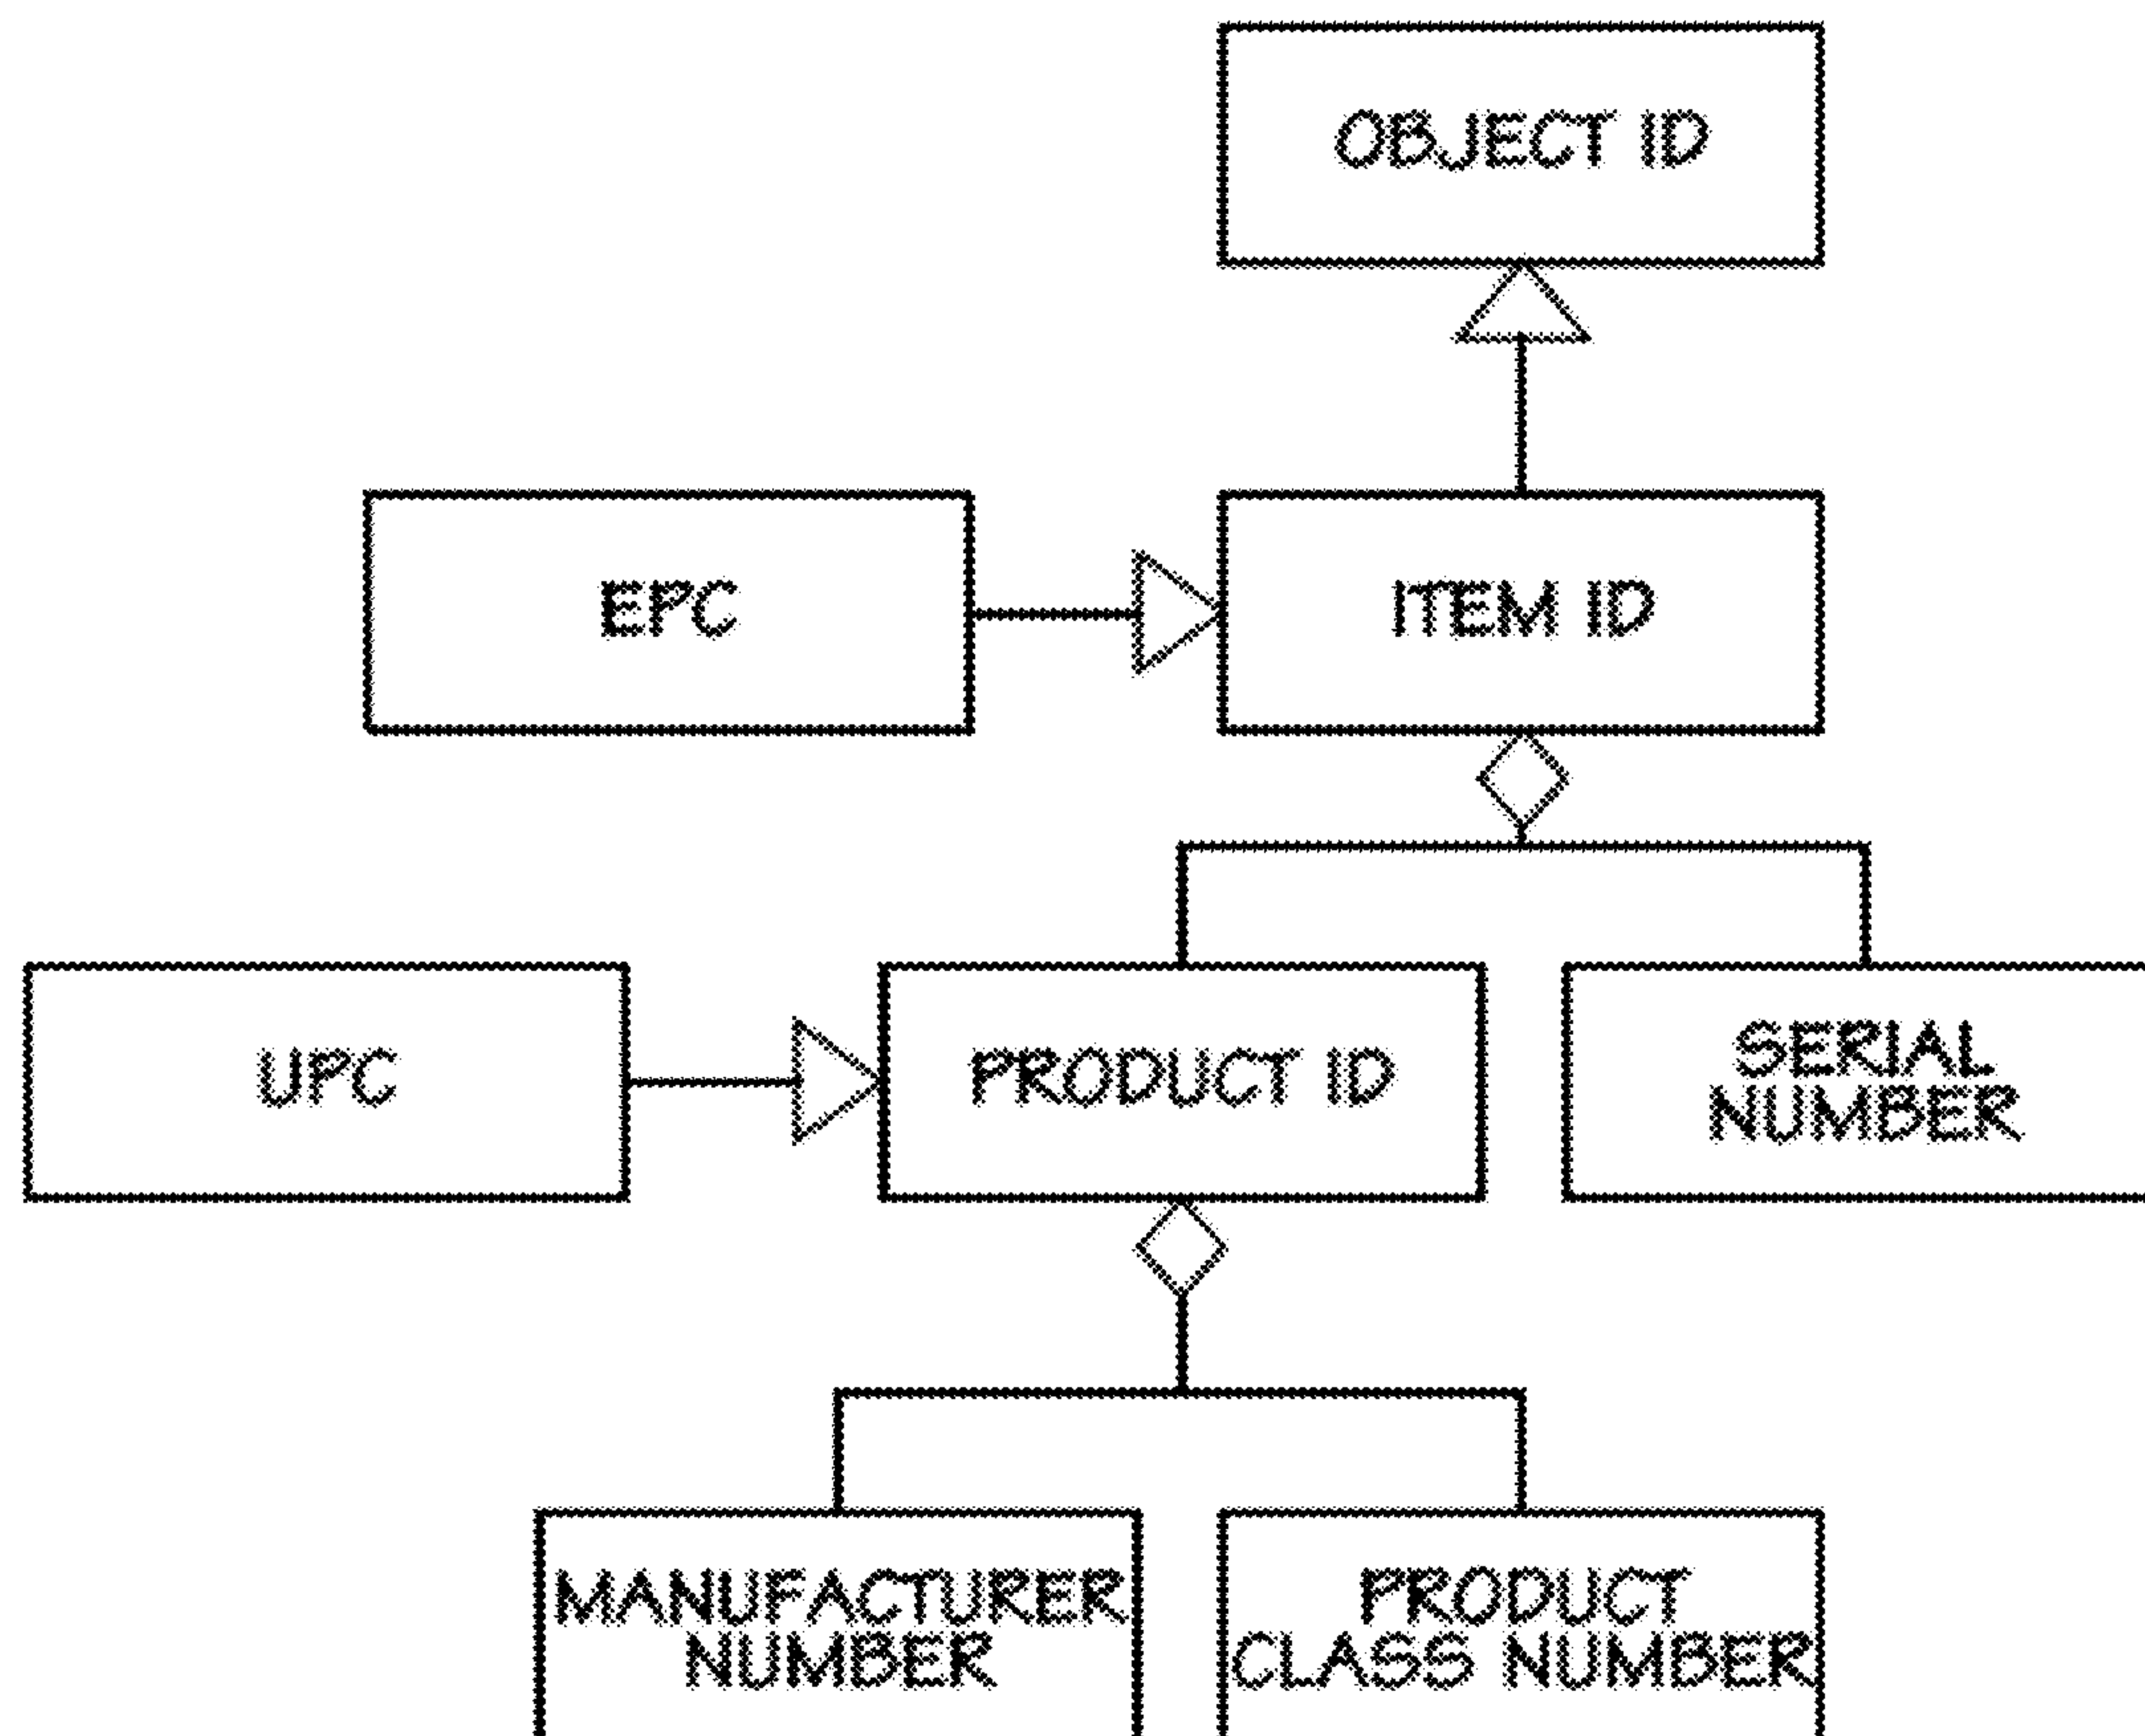 OBJECT ID
EPC
ITEM ID
UPC
PRODUCT ID
SERIAL
NUMBER
MANUFACTURER
NUMBER
PRODUCT
CLASS NUMBER